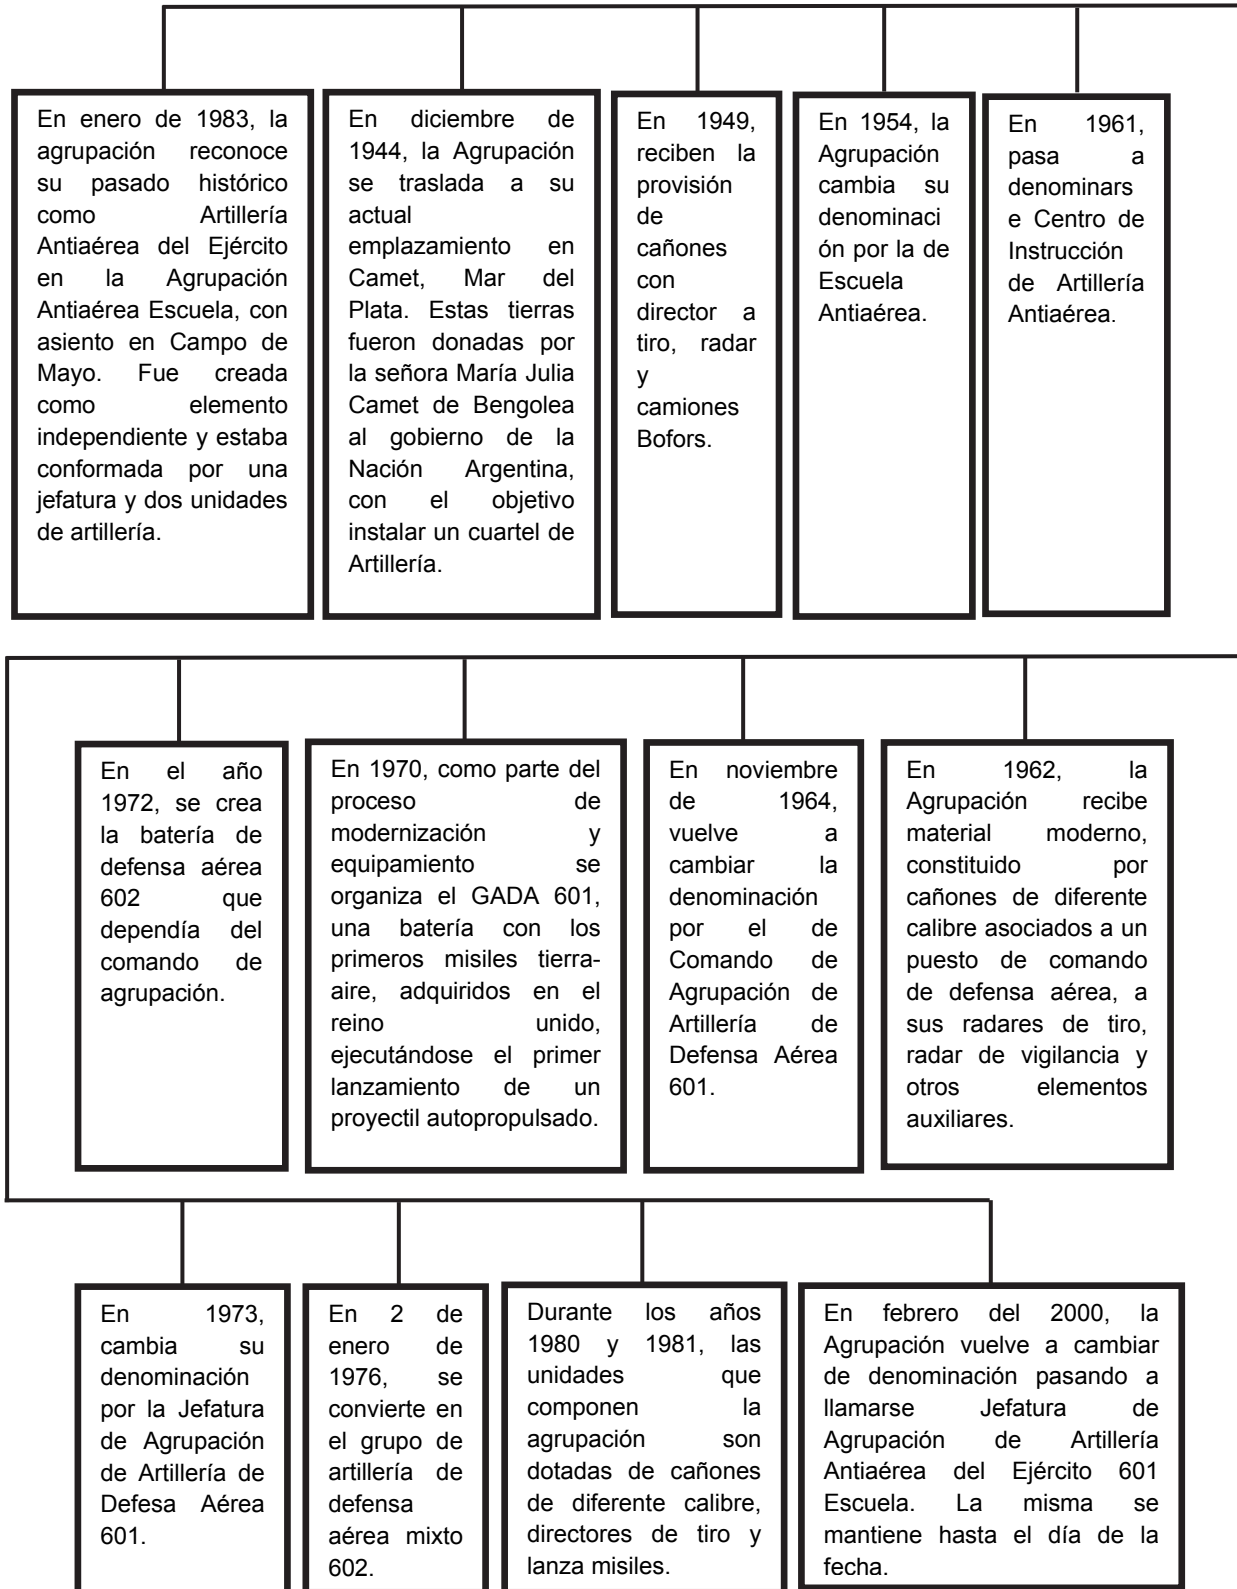 En enero de 1983, la
agrupación reconoce
su pasado histórico
como Artillería
Antiaérea del Ejército
en la Agrupación
Antiaérea Escuela, con
asiento en Campo de
Mayo. Fue creada
como elemento
independiente y estaba
conformada por una
jefatura y dos unidades
de artillería.
En diciembre de
1944, la Agrupación
se traslada a su
actual
emplazamiento en
Camet, Mar del
Plata. Estas tierras
fueron donadas por
la señora María Julia
Camet de Bengolea
al gobierno de la
Nación Argentina,
con el objetivo
instalar un cuartel de
Artillería.
En 1949,
reciben la
provisión
de
cañones
con
director a
tiro, radar
y
camiones
Bofors.
En 1954, la
Agrupación
cambia su
denominaci
ón por la de
Escuela
Antiaérea.
En 1961,
pasa a
denominars
e Centro de
Instrucción
de Artillería
Antiaérea.
En el año
1972, se crea
la batería de
defensa aérea
602 que
dependía del
comando de
agrupación.
En 1970, como parte del
proceso de
modernización y
equipamiento se
organiza el GADA 601,
una batería con los
primeros misiles tierra-
aire, adquiridos en el
reino unido,
ejecutándose el primer
lanzamiento de un
proyectil autopropulsado.
En noviembre
de 1964,
vuelve a
cambiar la
denominación
por el de
Comando de
Agrupación de
Artillería de
Defensa Aérea
601.
En 1962, la
Agrupación recibe
material moderno,
constituido por
cañones de diferente
calibre asociados a un
puesto de comando
de defensa aérea, a
sus radares de tiro,
radar de vigilancia y
otros elementos
auxiliares.
En 1973,
cambia su
denominación
por la Jefatura
de Agrupación
de Artillería de
Defesa Aérea
601.
En 2 de
enero de
1976, se
convierte en
el grupo de
artillería de
defensa
aérea mixto
602.
Durante los años
1980 y 1981, las
unidades que
componen la
agrupación son
dotadas de cañones
de diferente calibre,
directores de tiro y
lanza misiles.
En febrero del 2000, la
Agrupación vuelve a cambiar
de denominación pasando a
llamarse Jefatura de
Agrupación de Artillería
Antiaérea del Ejército 601
Escuela. La misma se
mantiene hasta el día de la
fecha.